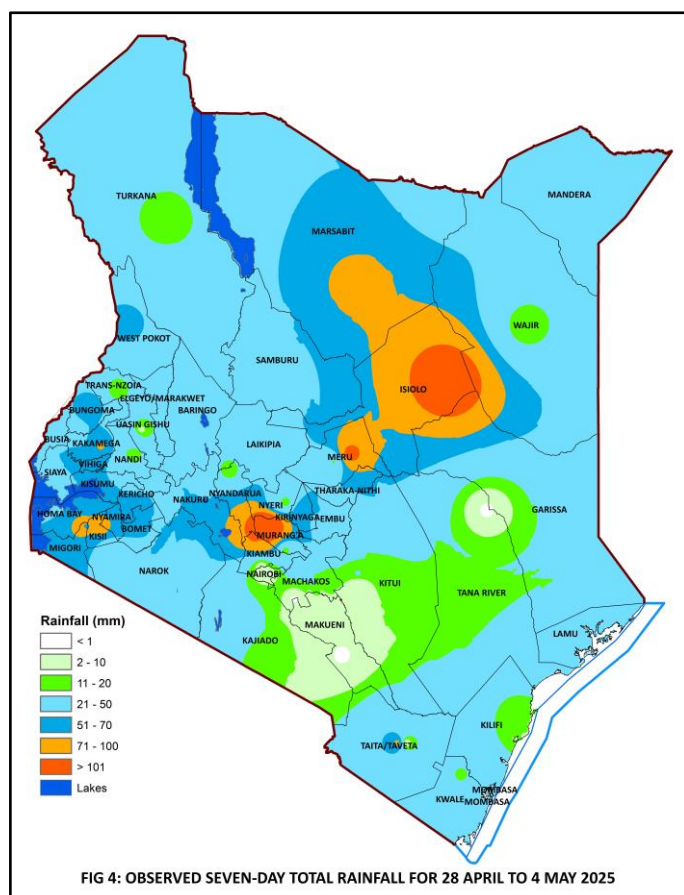 TURKANA
MANDERA
MARSABIT
WAJIR
WEST POKOT
SAMBURU
ISIOLO
TRANS-NZOIA
ELGEYO/MARAKWET
BUNGOMA
BARINGO
UASIN GISHU
BUSIA
KAKAMEGA
LAIKIPIA
MERU
NANDI
VIHIGA
SIAYA
KISUMU
THARAKA-NITHI
KERICHO
NYANDARUA
NAKURU
NYERI
GARISSA
HOMA BAY
NYAMIRA
KIRINYAGA
EMBU
KISII
BOMET
MURANG'A
MIGORI
KIAMBU
NAROK
NAIROBI
MACHAKOS
KITUI
TANA RIVER
MAKUENI
LAMU
KAJIADO
KILIFI
TAITA/TAVETA
MOMBASA
KWALE
MOMBASA
Rainfall (mm)
< 1
2 - 10
11 - 20
21 - 50
51 - 70
71 - 100
> 101
Lakes
FIG 4: OBSERVED SEVEN-DAY TOTAL RAINFALL FOR 28 APRIL TO 4 MAY 2025